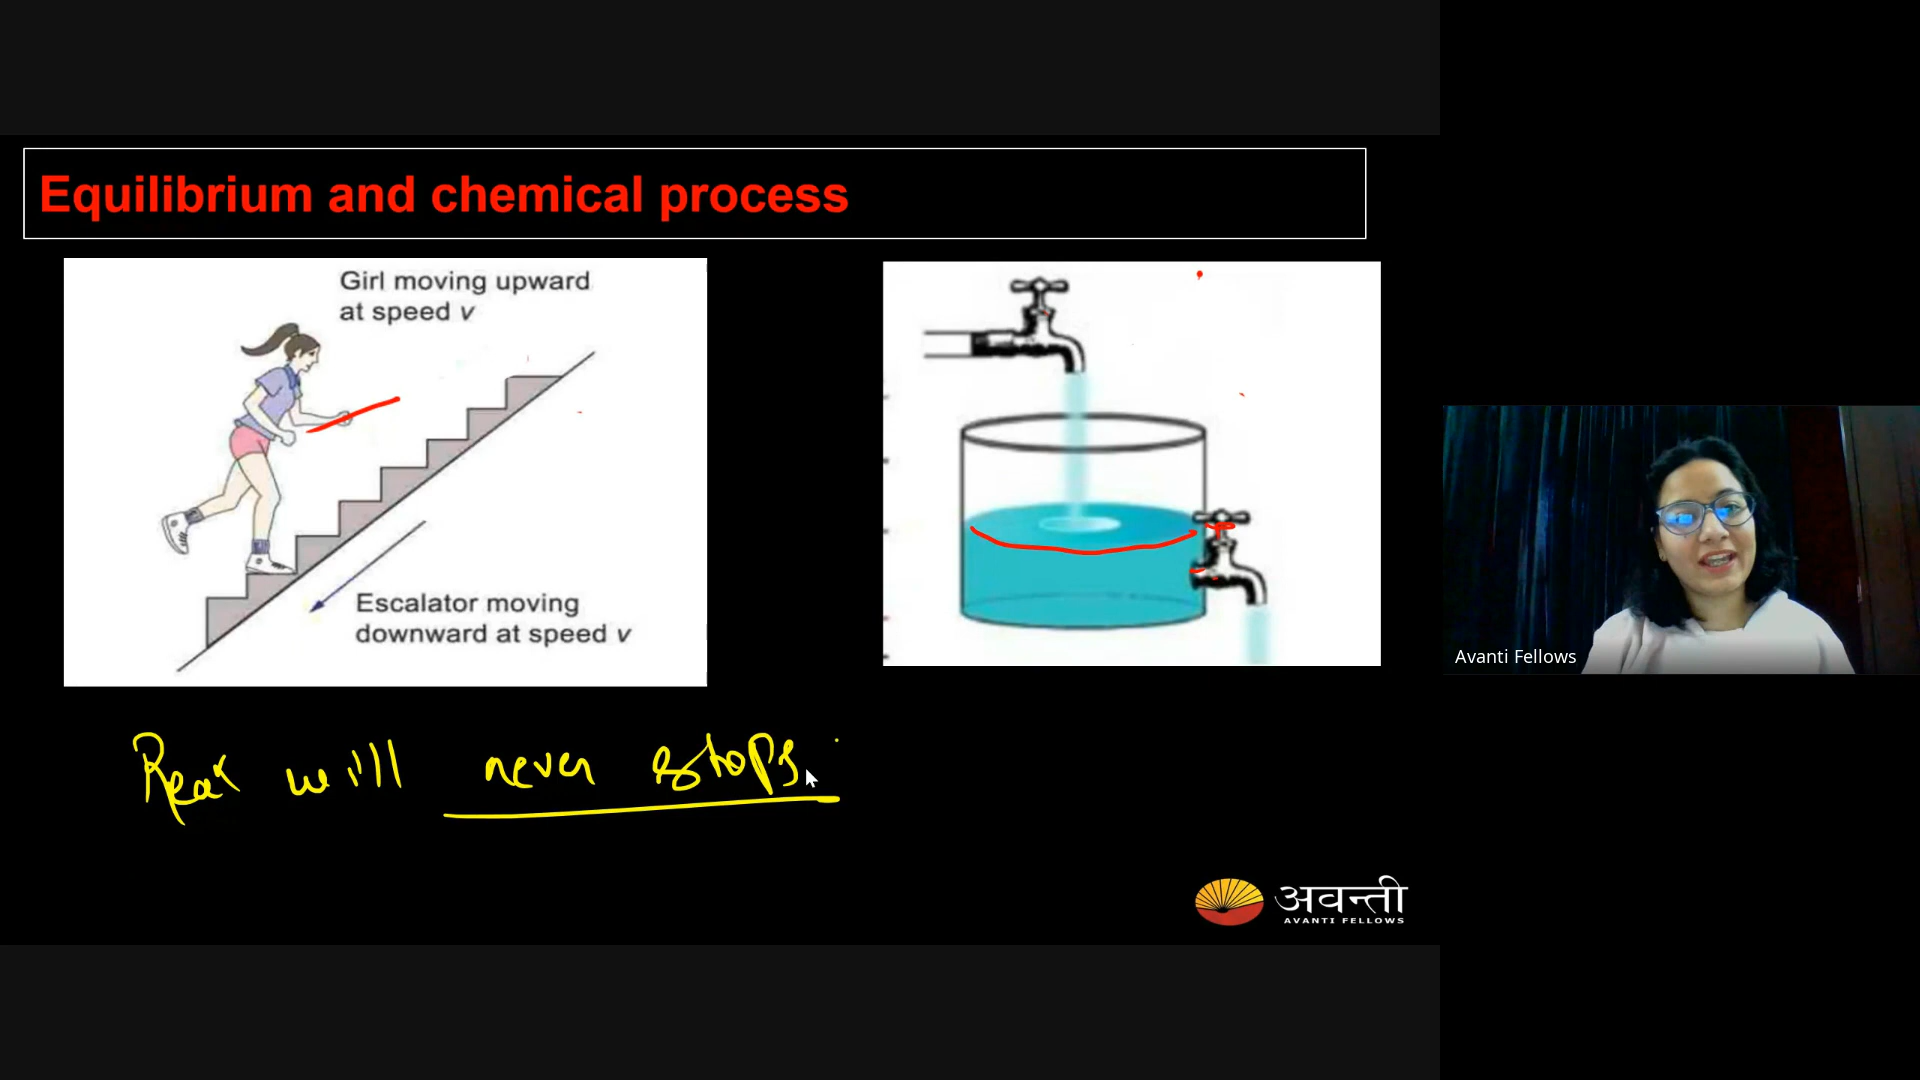 Equilibrium and chemical process
Girl moving upward
at speed v
Escalator moving
downward at speed v
Reaxⁿ will never stops.
Avanti Fellows
अवन्ती
AVANTI FELLOWS